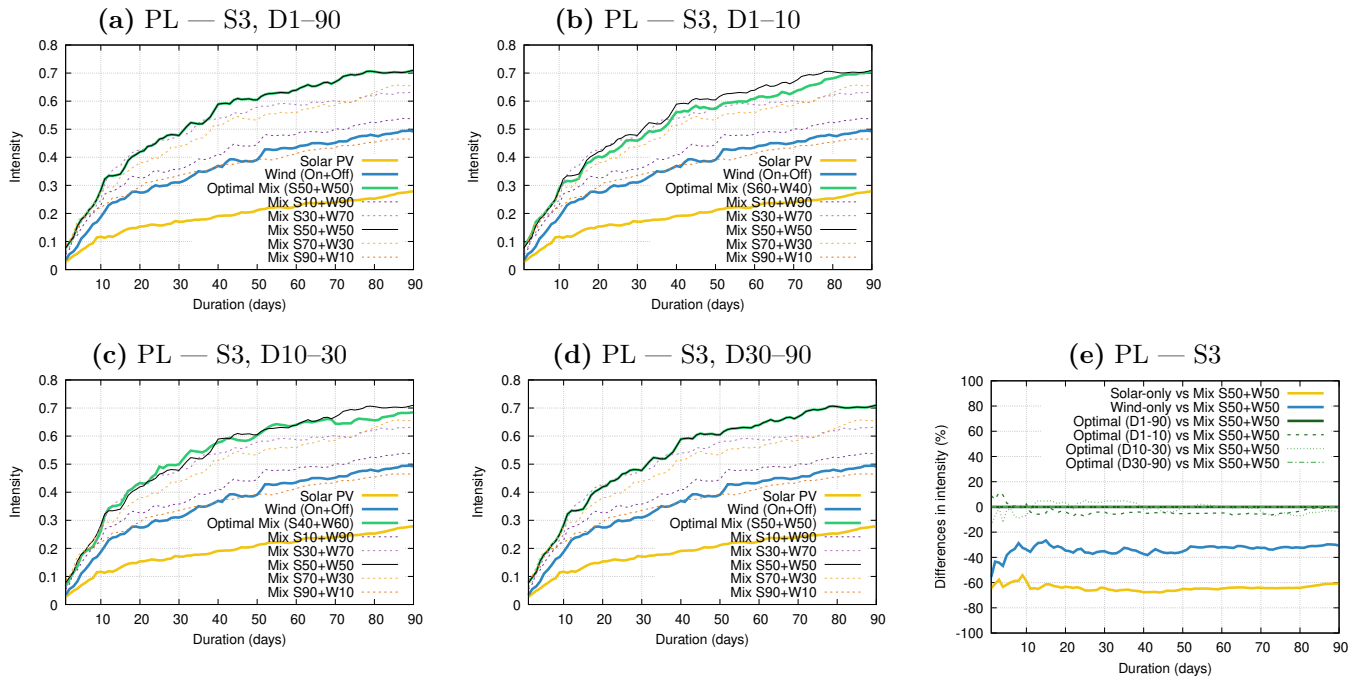 (a) PL — S3, D1–90
0.8
0.7
0.6
0.5
0.4
0.3
0.2
0.1
0
Intensity
Solar PV
Wind (On+Off)
Optimal Mix (S50+W50)
Mix S10+W90
Mix S30+W70
Mix S50+W50
Mix S70+W30
Mix S90+W10
10 20 30 40 50 60 70 80 90
Duration (days)
(b) PL — S3, D1–10
0.8
0.7
0.6
0.5
0.4
0.3
0.2
0.1
0
Intensity
Solar PV
Wind (On+Off)
Optimal Mix (S60+W40)
Mix S10+W90
Mix S30+W70
Mix S50+W50
Mix S70+W30
Mix S90+W10
10 20 30 40 50 60 70 80 90
Duration (days)
(c) PL — S3, D10–30
0.8
0.7
0.6
0.5
0.4
0.3
0.2
0.1
0
Intensity
Solar PV
Wind (On+Off)
Optimal Mix (S40+W60)
Mix S10+W90
Mix S30+W70
Mix S50+W50
Mix S70+W30
Mix S90+W10
10 20 30 40 50 60 70 80 90
Duration (days)
(d) PL — S3, D30–90
0.8
0.7
0.6
0.5
0.4
0.3
0.2
0.1
0
Intensity
Solar PV
Wind (On+Off)
Optimal Mix (S50+W50)
Mix S10+W90
Mix S30+W70
Mix S50+W50
Mix S70+W30
Mix S90+W10
10 20 30 40 50 60 70 80 90
Duration (days)
(e) PL — S3
100
80
60
40
20
0
-20
-40
-60
-80
-100
Differences in intensity (%)
Solar-only vs Mix S50+W50
Wind-only vs Mix S50+W50
Optimal (D1-90) vs Mix S50+W50
Optimal (D1-10) vs Mix S50+W50
Optimal (D10-30) vs Mix S50+W50
Optimal (D30-90) vs Mix S50+W50
10 20 30 40 50 60 70 80 90
Duration (days)